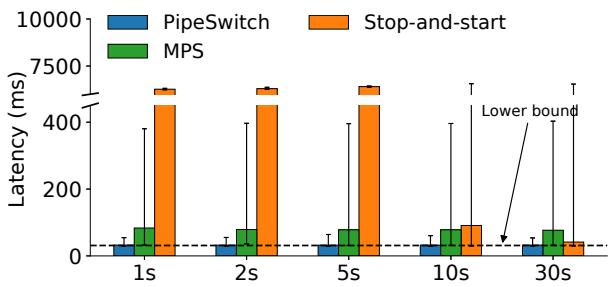 PipeSwitch
Stop-and-start
MPS
Latency (ms)
10000
7500
400
200
0
Lower bound
1s
2s
5s
10s
30s